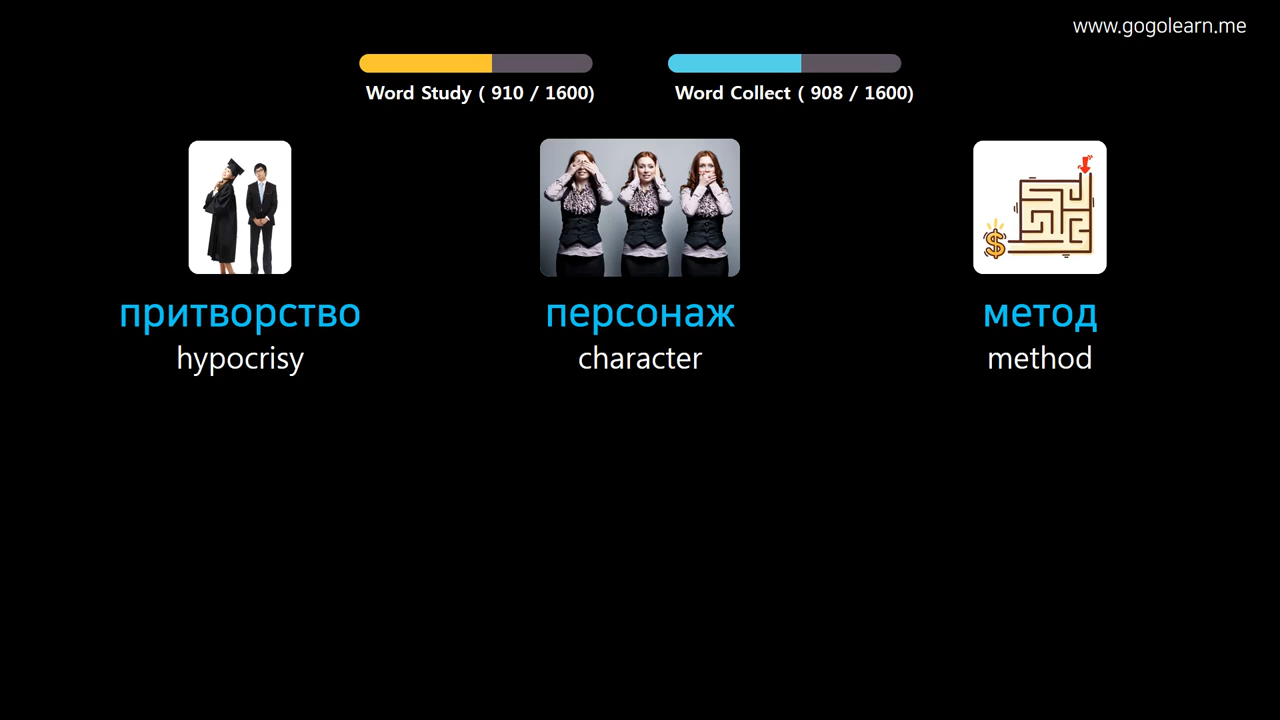 www.gogolearn.me
Word Study ( 910 / 1600)
Word Collect ( 908 / 1600)
притворство
hypocrisy
персонаж
character
метод
method